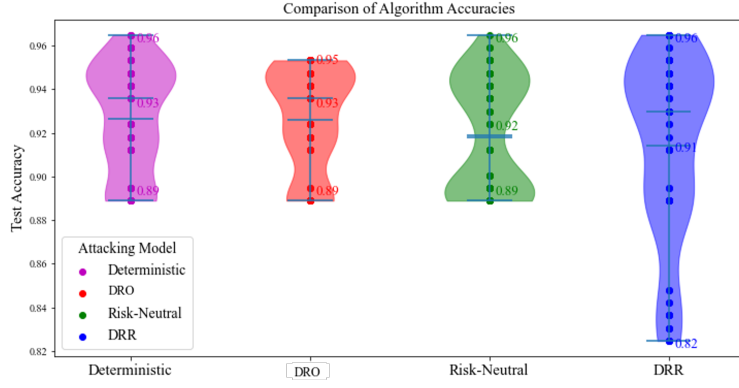 Comparison of Algorithm Accuracies
Test Accuracy
0.96
0.94
0.92
0.90
0.88
0.86
0.84
0.82
0.96
0.93
0.89
0.95
0.93
0.89
0.96
0.92
0.89
0.96
0.91
0.82
Attacking Model
Deterministic
DRO
Risk-Neutral
DRR
Deterministic
DRO
Risk-Neutral
DRR